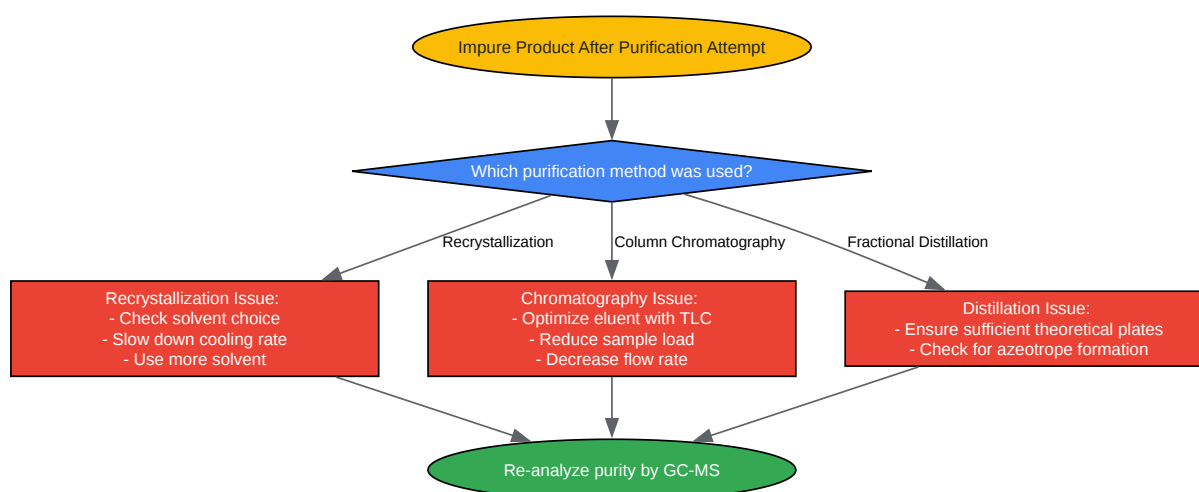 Impure Product After Purification Attempt
Which purification method was used?
Recrystallization
Column Chromatography
Fractional Distillation
Recrystallization Issue:
- Check solvent choice
- Slow down cooling rate
- Use more solvent
Chromatography Issue:
- Optimize eluent with TLC
- Reduce sample load
- Decrease flow rate
Distillation Issue:
- Ensure sufficient theoretical plates
- Check for azeotrope formation
Re-analyze purity by GC-MS